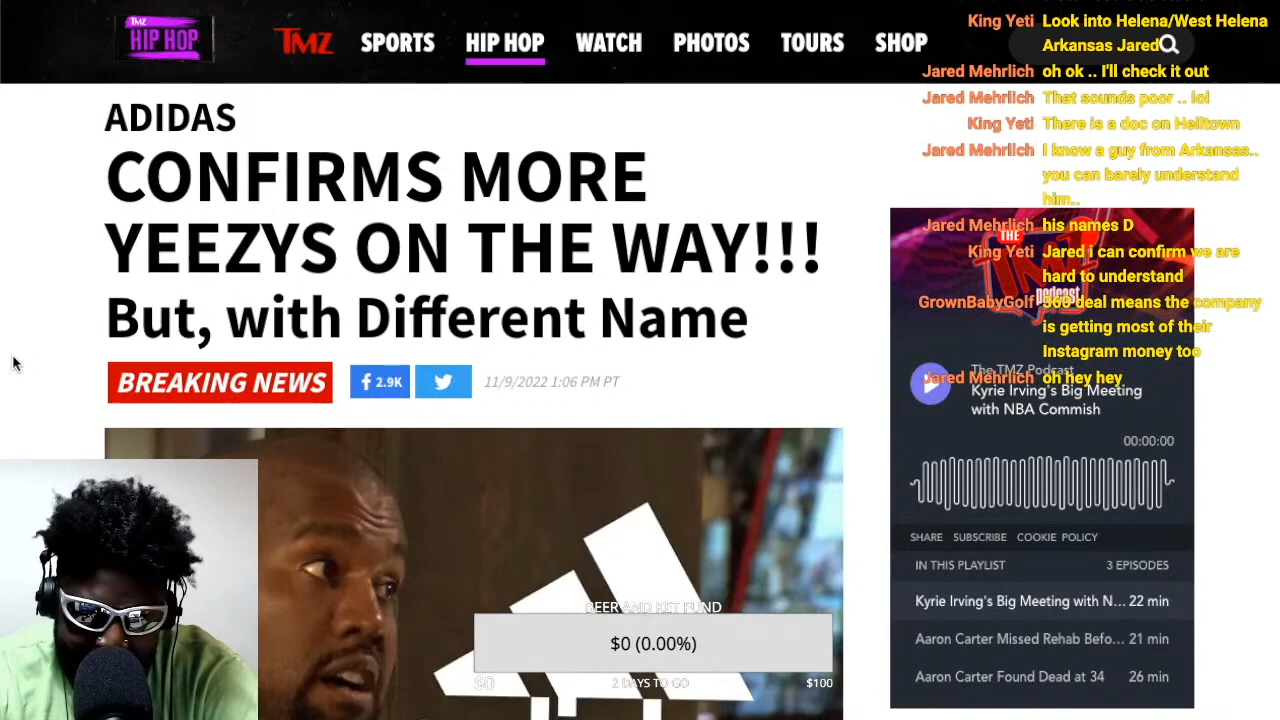 TMZ
HIP HOP
TMZ SPORTS HIP HOP WATCH PHOTOS TOURS SHOP
ADIDAS
CONFIRMS MORE
YEEZYS ON THE WAY!!!
But, with Different Name
BREAKING NEWS
2.9K
11/9/2022 1:06 PM PT
King Yeti Look into Helena/West Helena
Arkansas Jared
Jared Mehrlich oh ok .. I'll check it out
Jared Mehrlich That sounds poor .. lol
King Yeti There is a doc on Helltown
Jared Mehrlich I know a guy from Arkansas..
you can barely understand
him..
Jared Mehrlich his names D
King Yeti Jared i can confirm we are
hard to understand
GrownBabyGolf 360 deal means the company
is getting most of their
Instagram money too
Jared Mehrlich oh hey hey
THE
TMZ
podcast
The TMZ Podcast
Kyrie Irving's Big Meeting
with NBA Commish
00:00:00
SHARE SUBSCRIBE COOKIE POLICY
IN THIS PLAYLIST 3 EPISODES
Kyrie Irving's Big Meeting with N... 22 min
Aaron Carter Missed Rehab Befo... 21 min
Aaron Carter Found Dead at 34 26 min
BEER AND BET FUND
$0 (0.00%)
$0 2 DAYS TO GO $100